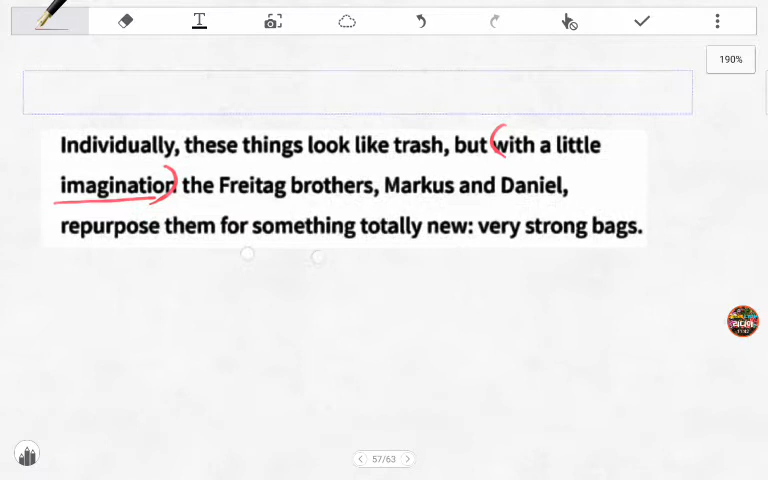 T
190%
Individually, these things look like trash, but with a little
imagination the Freitag brothers, Markus and Daniel,
repurpose them for something totally new: very strong bags.
57/63